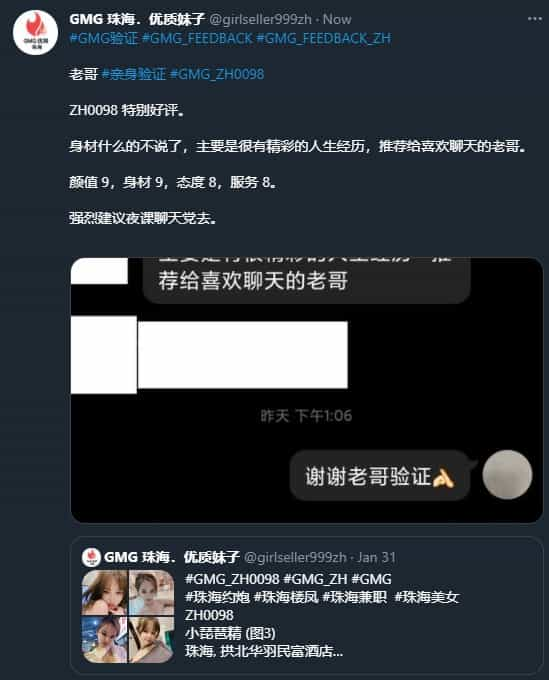 GMG 珠海．优质妹子 @girlseller999zh · Now
#GMG验证 #GMG_FEEDBACK #GMG_FEEDBACK_ZH
老哥 #亲身验证 #GMG_ZH0098
ZH0098 特别好评。
身材什么的不说了，主要是很有精彩的人生经历，推荐给喜欢聊天的老哥。
颜值 9，身材 9，态度 8，服务 8。
强烈建议夜课聊天党去。
荐给喜欢聊天的老哥
昨天 下午1:06
谢谢老哥验证🙏🏻
GMG 珠海．优质妹子 @girlseller999zh · Jan 31
#GMG_ZH0098 #GMG_ZH #GMG
#珠海约炮 #珠海楼凤 #珠海兼职 #珠海美女
ZH0098
小琵琶精 (图3)
珠海, 拱北华羽民富酒店...